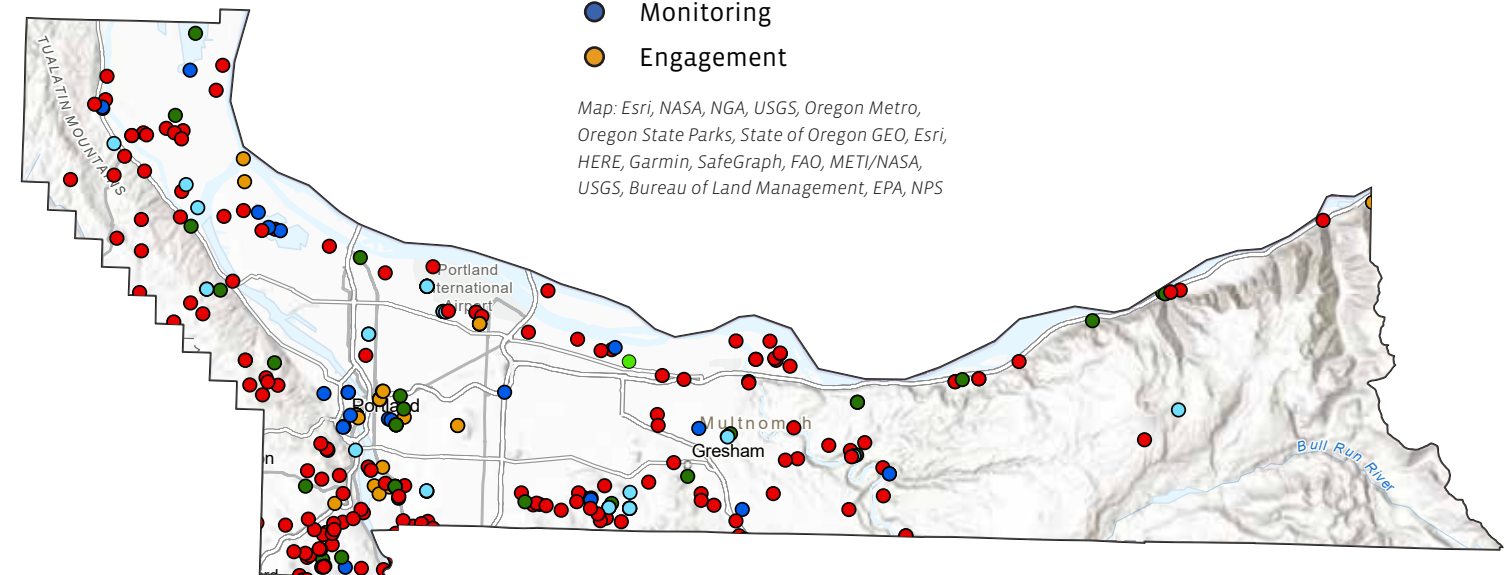 Monitoring
Engagement
Map: Esri, NASA, NGA, USGS, Oregon Metro,
Oregon State Parks, State of Oregon GEO, Esri,
HERE, Garmin, SafeGraph, FAO, METI/NASA,
USGS, Bureau of Land Management, EPA, NPS
TUALATIN MOUNTAINS
Portland
International
Airport
Portland
Multnomah
Gresham
Bull Run River
n
rd